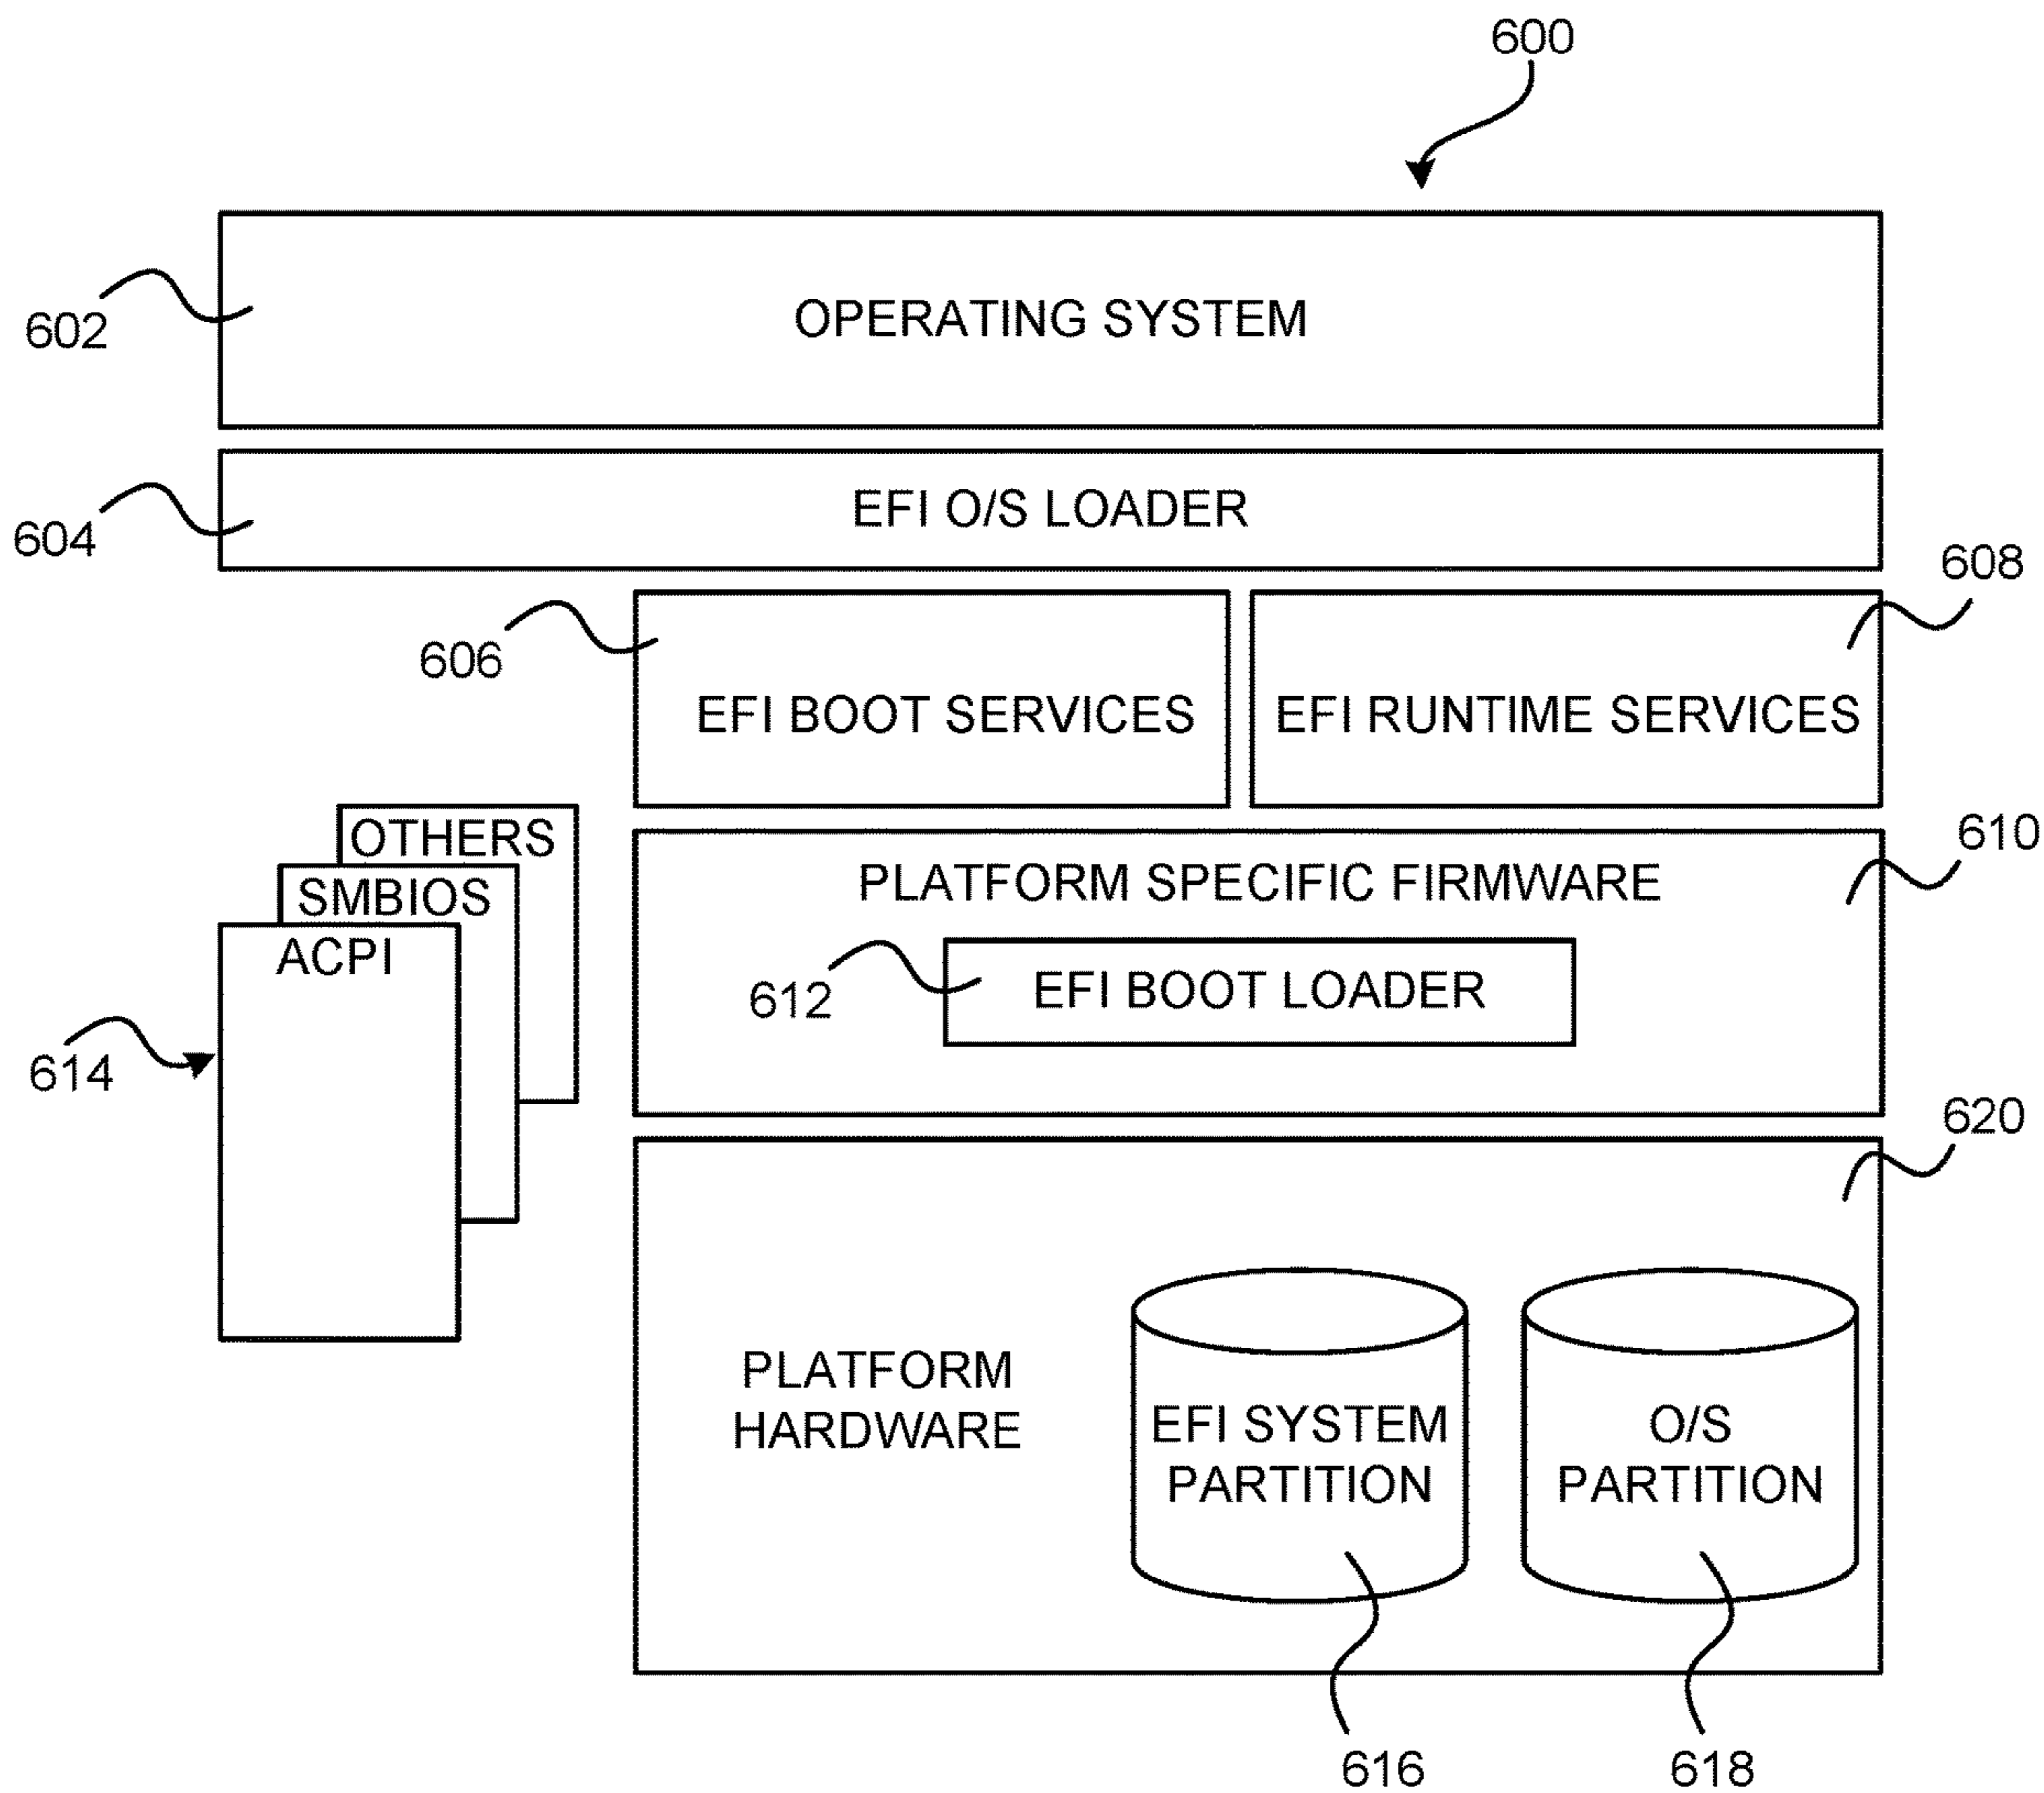 600
OPERATING SYSTEM
602
EFI O/S LOADER
604
608
606
EFI BOOT SERVICES
EFI RUNTIME SERVICES
OTHERS
SMBIOS
ACPI
614
610
PLATFORM SPECIFIC FIRMWARE
612
EFI BOOT LOADER
620
PLATFORM
HARDWARE
EFI SYSTEM
PARTITION
O/S
PARTITION
616
618